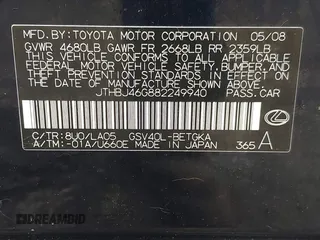 MFD.BY:TOYOTA MOTOR CORPORATION 05/08
GVWR 4680LB GAWR FR 2668LB RR 2359LB
THIS VEHICLE CONFORMS TO ALL APPLICABLE
FEDERAL MOTOR VEHICLE SAFETY, BUMPER, AND
THEFT PREVENTION STANDARDS IN EFFECT ON THE
DATE OF MANUFACTURE SHOWN ABOVE.
JTHBJ46G882249940 PASS.CAR
C/TR: 8U0/LA05 GSV40L-BETGKA
A/TM: -01A/U660E MADE IN JAPAN 365 A
DREAMBID